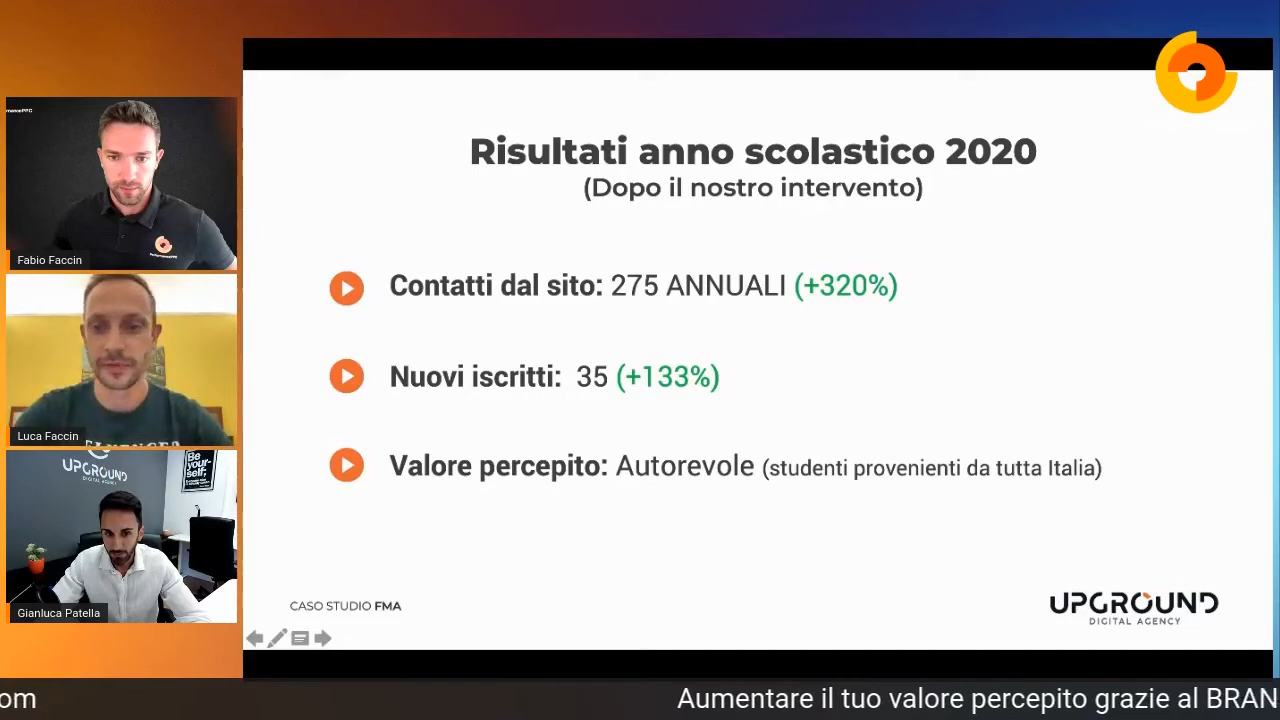 Risultati anno scolastico 2020
(Dopo il nostro intervento)
Contatti dal sito: 275 ANNUALI (+320%)
Nuovi iscritti: 35 (+133%)
Valore percepito: Autorevole (studenti provenienti da tutta Italia)
CASO STUDIO FMA
UPGROUND
DIGITAL AGENCY
Fabio Faccin
Luca Faccin
UPGROUND
DIGITAL AGENCY
Be
your-
self.
Gianluca Patella
om
Aumentare il tuo valore percepito grazie al BRAN